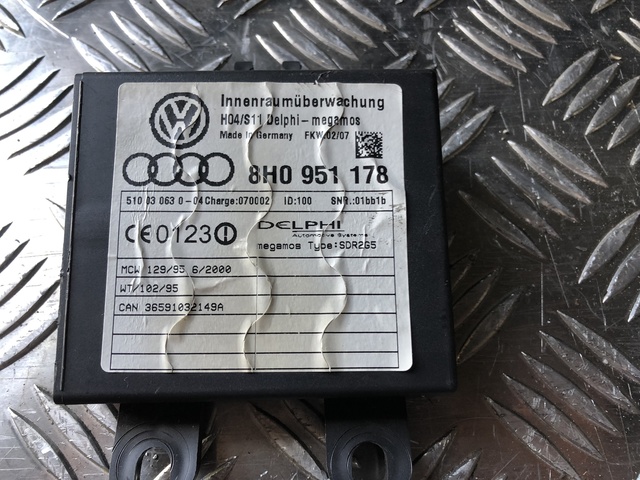 Innenraumüberwachung
H04/S11 Delphi-megamos
Made in Germany FKW.02/07
8H0 951 178
510 03 063 0-04 Charge:070002 ID:100 SNR.:01bb1b
CE0123! DELPHI
Automotive Systems
megamos Type:SDR2G5
MCW 129/95 6/2000
WT/102/95
CAN 36591032149A